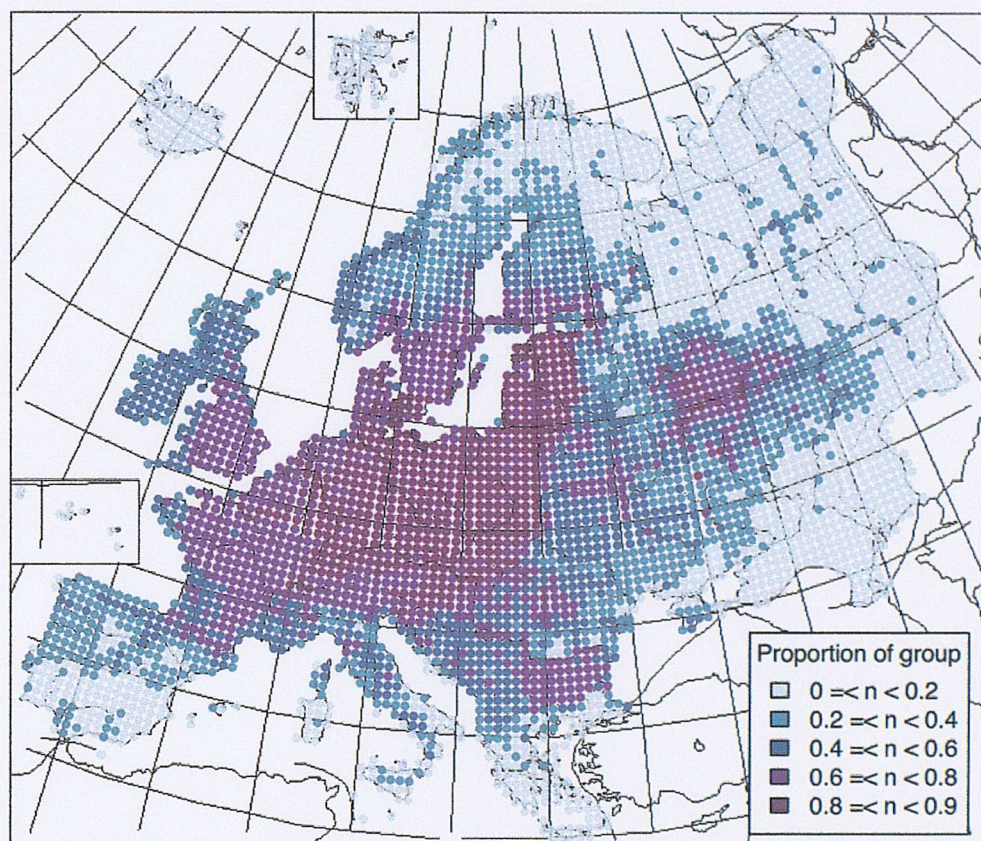 Proportion of group
0 =< n < 0.2
0.2 =< n < 0.4
0.4 =< n < 0.6
0.6 =< n < 0.8
0.8 =< n < 0.9